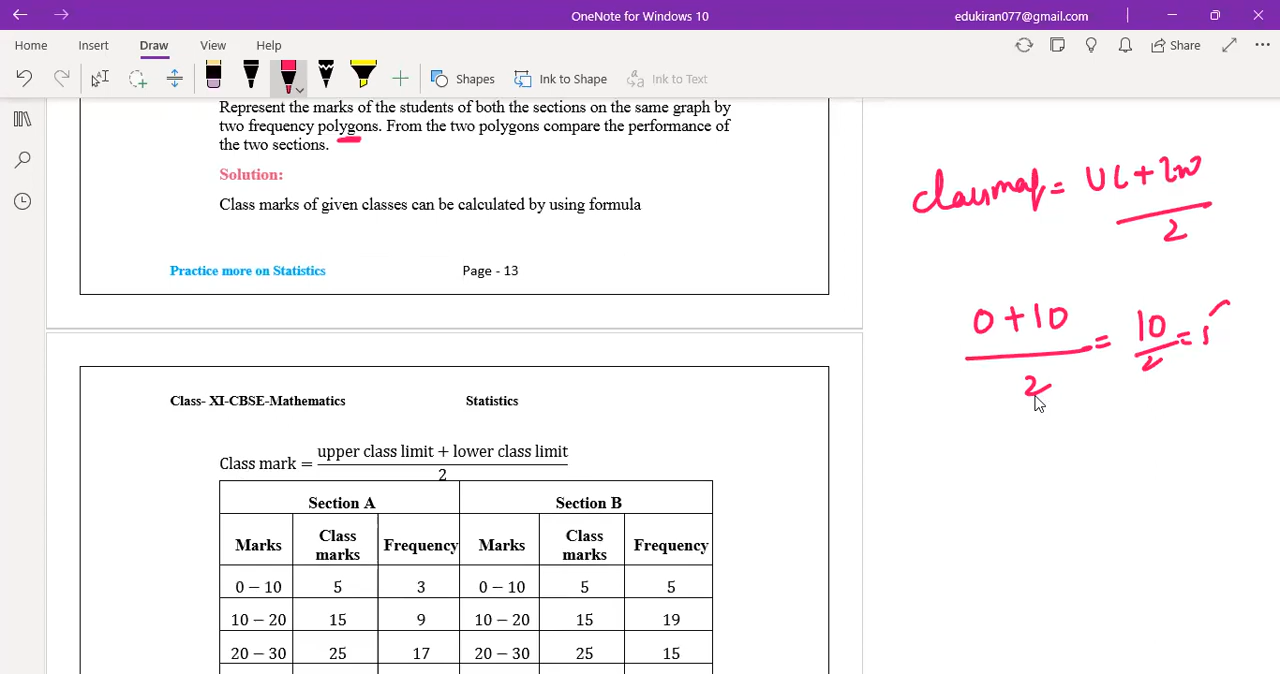 OneNote for Windows 10
edukiran077@gmail.com
Home Insert Draw View Help
Share
Shapes Ink to Shape Ink to Text
Represent the marks of the students of both the sections on the same graph by
two frequency polygons. From the two polygons compare the performance of
the two sections.
Solution:
Class marks of given classes can be calculated by using formula
Practice more on Statistics Page - 13
Class- XI-CBSE-Mathematics Statistics
Class mark = upper class limit + lower class limit
2
Section A Section B
Marks Class marks Frequency Marks Class marks Frequency
0 – 10 5 3 0 – 10 5 5
10 – 20 15 9 10 – 20 15 19
20 – 30 25 17 20 – 30 25 15
= UL +
2
0 + 10 = 10 = 5
2 2